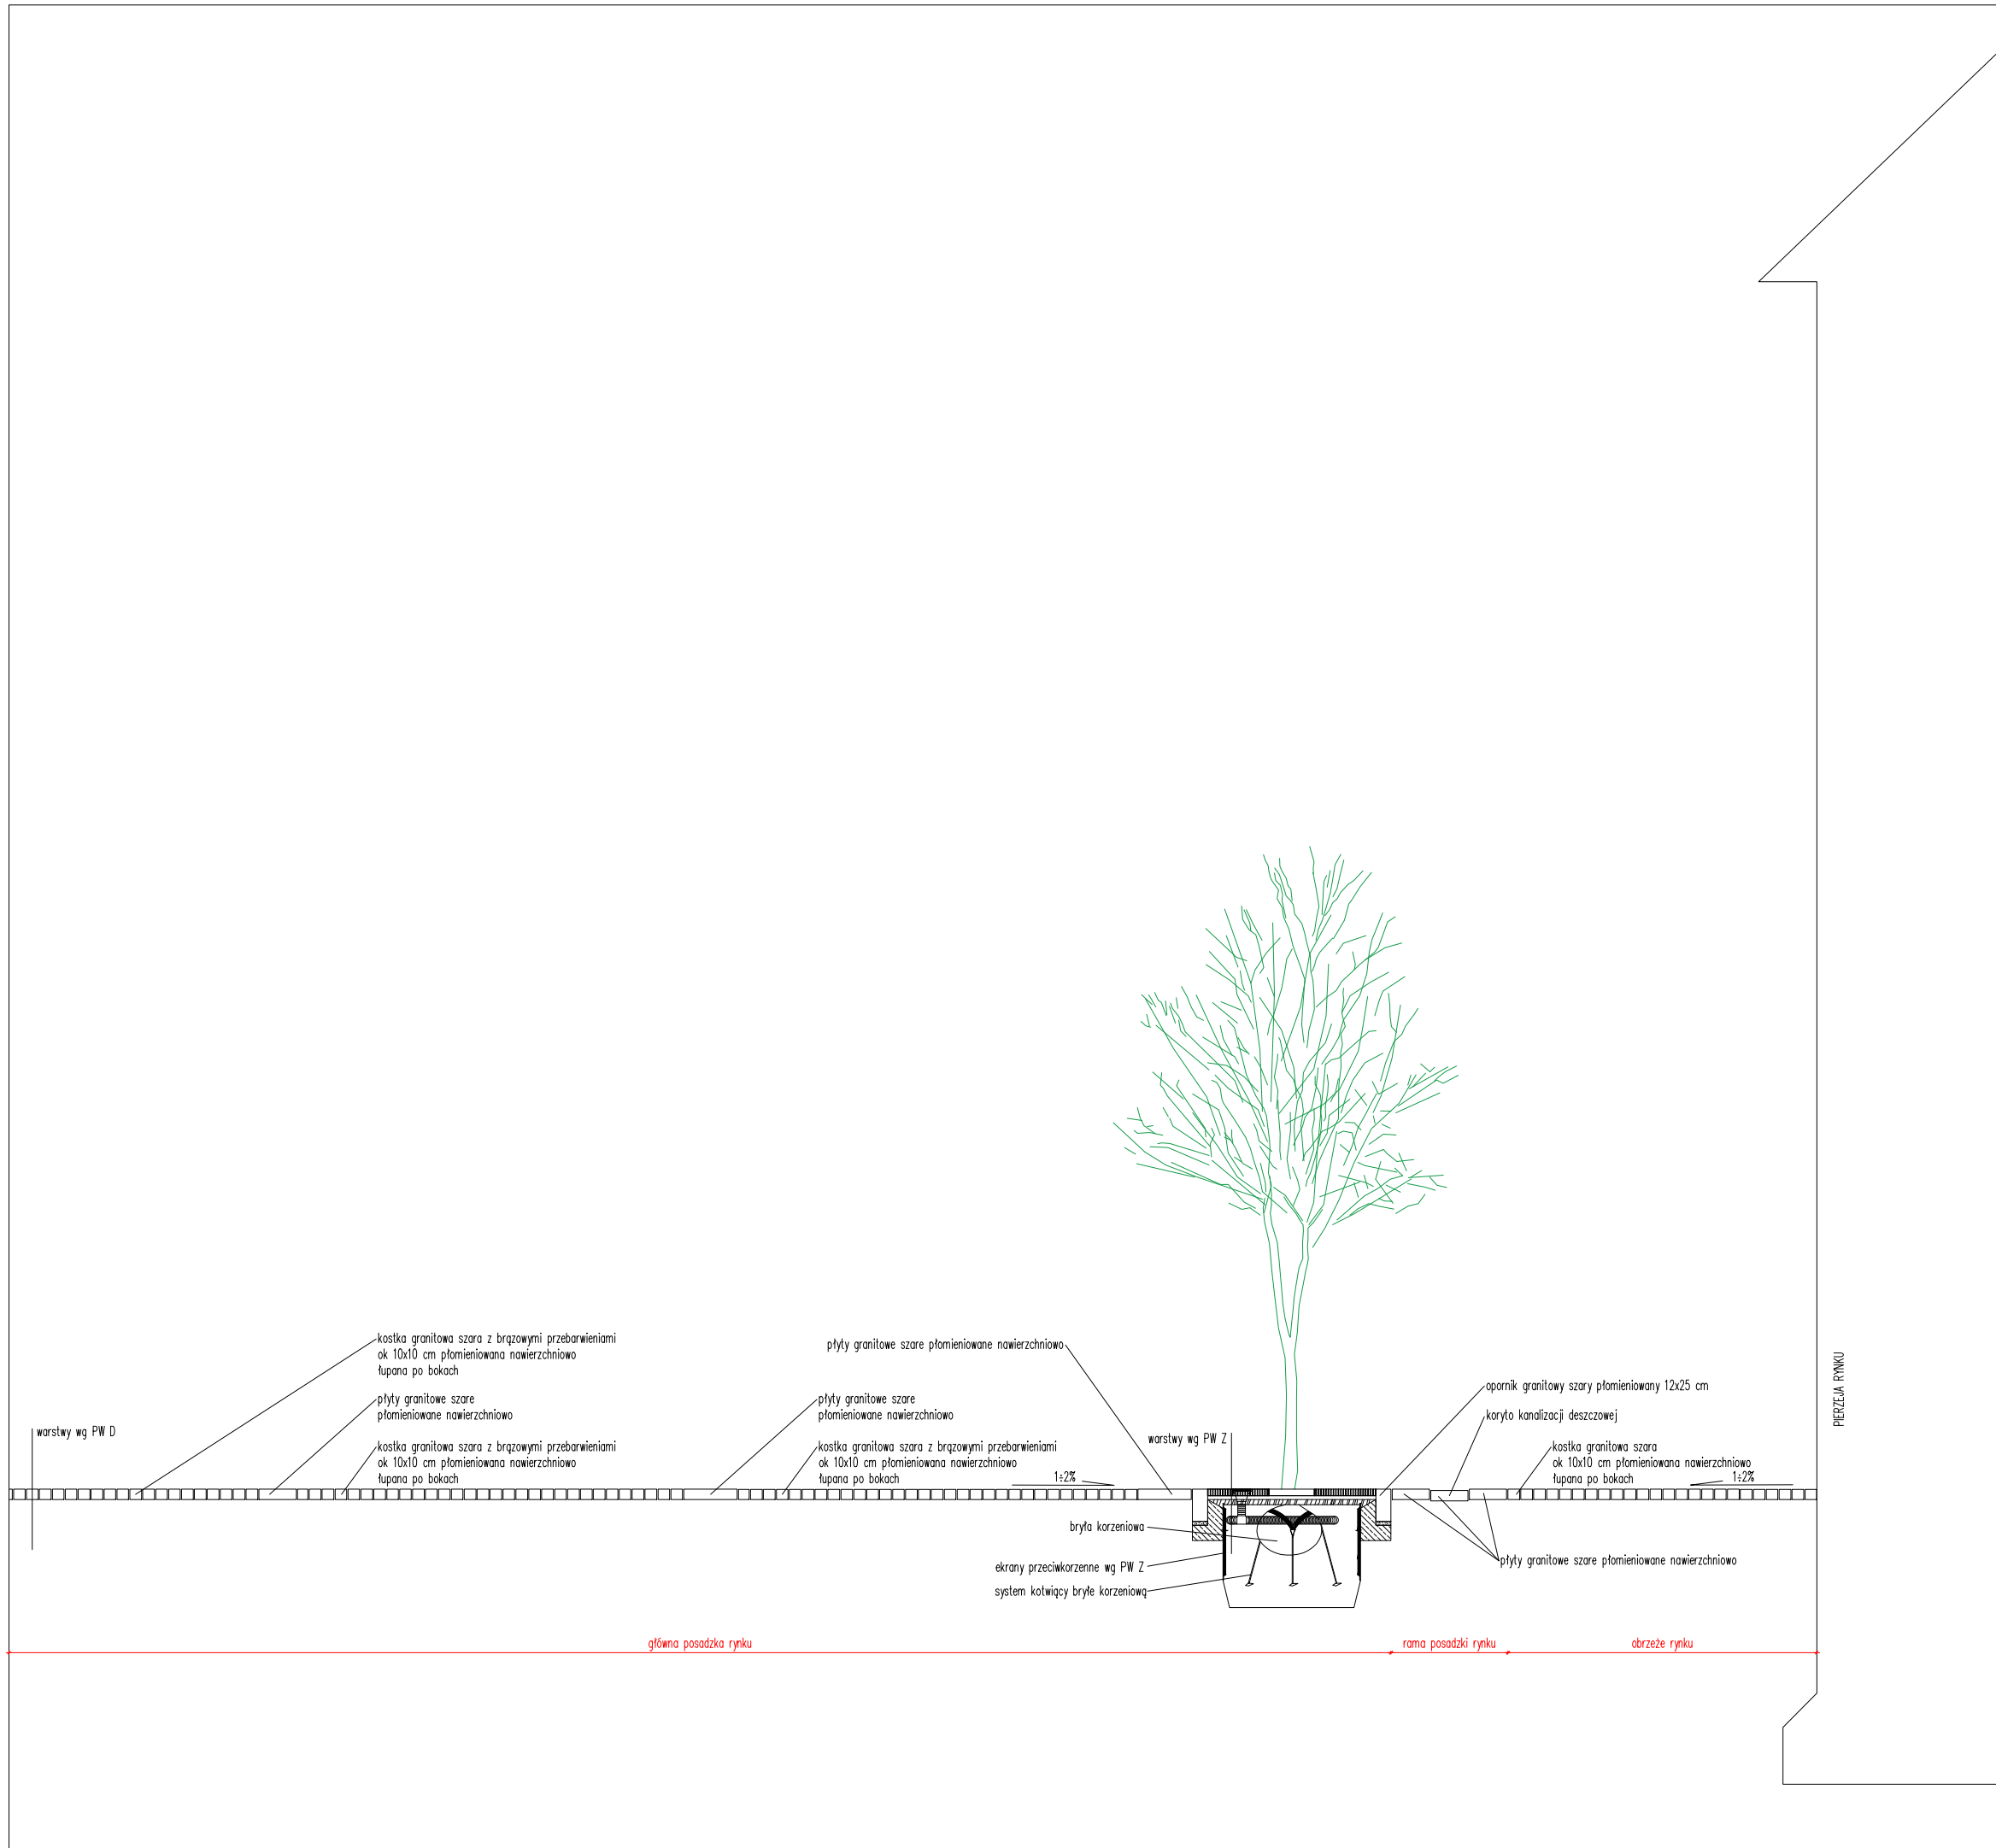 kostka granitowa szara z brązowymi przebarwieniami
ok 10x10 cm płomieniowana nawierzchniowo
łupana po bokach
płyty granitowe szare
płomieniowane nawierzchniowo
warstwy wg PW D
kostka granitowa szara z brązowymi przebarwieniami
ok 10x10 cm płomieniowana nawierzchniowo
łupana po bokach
płyty granitowe szare płomieniowane nawierzchniowo
płyty granitowe szare
płomieniowane nawierzchniowo
kostka granitowa szara z brązowymi przebarwieniami
ok 10x10 cm płomieniowana nawierzchniowo
łupana po bokach
1÷2%
warstwy wg PW Z
opornik granitowy szary płomieniowany 12x25 cm
koryto kanalizacji deszczowej
kostka granitowa szara
ok 10x10 cm płomieniowana nawierzchniowo
łupana po bokach
1÷2%
PIERZEJA RYNKU
bryła korzeniowa
ekrany przeciwkorzenne wg PW Z
system kotwiący bryłe korzeniową
płyty granitowe szare płomieniowane nawierzchniowo
główna posadzka rynku
rama posadzki rynku
obrzeże rynku